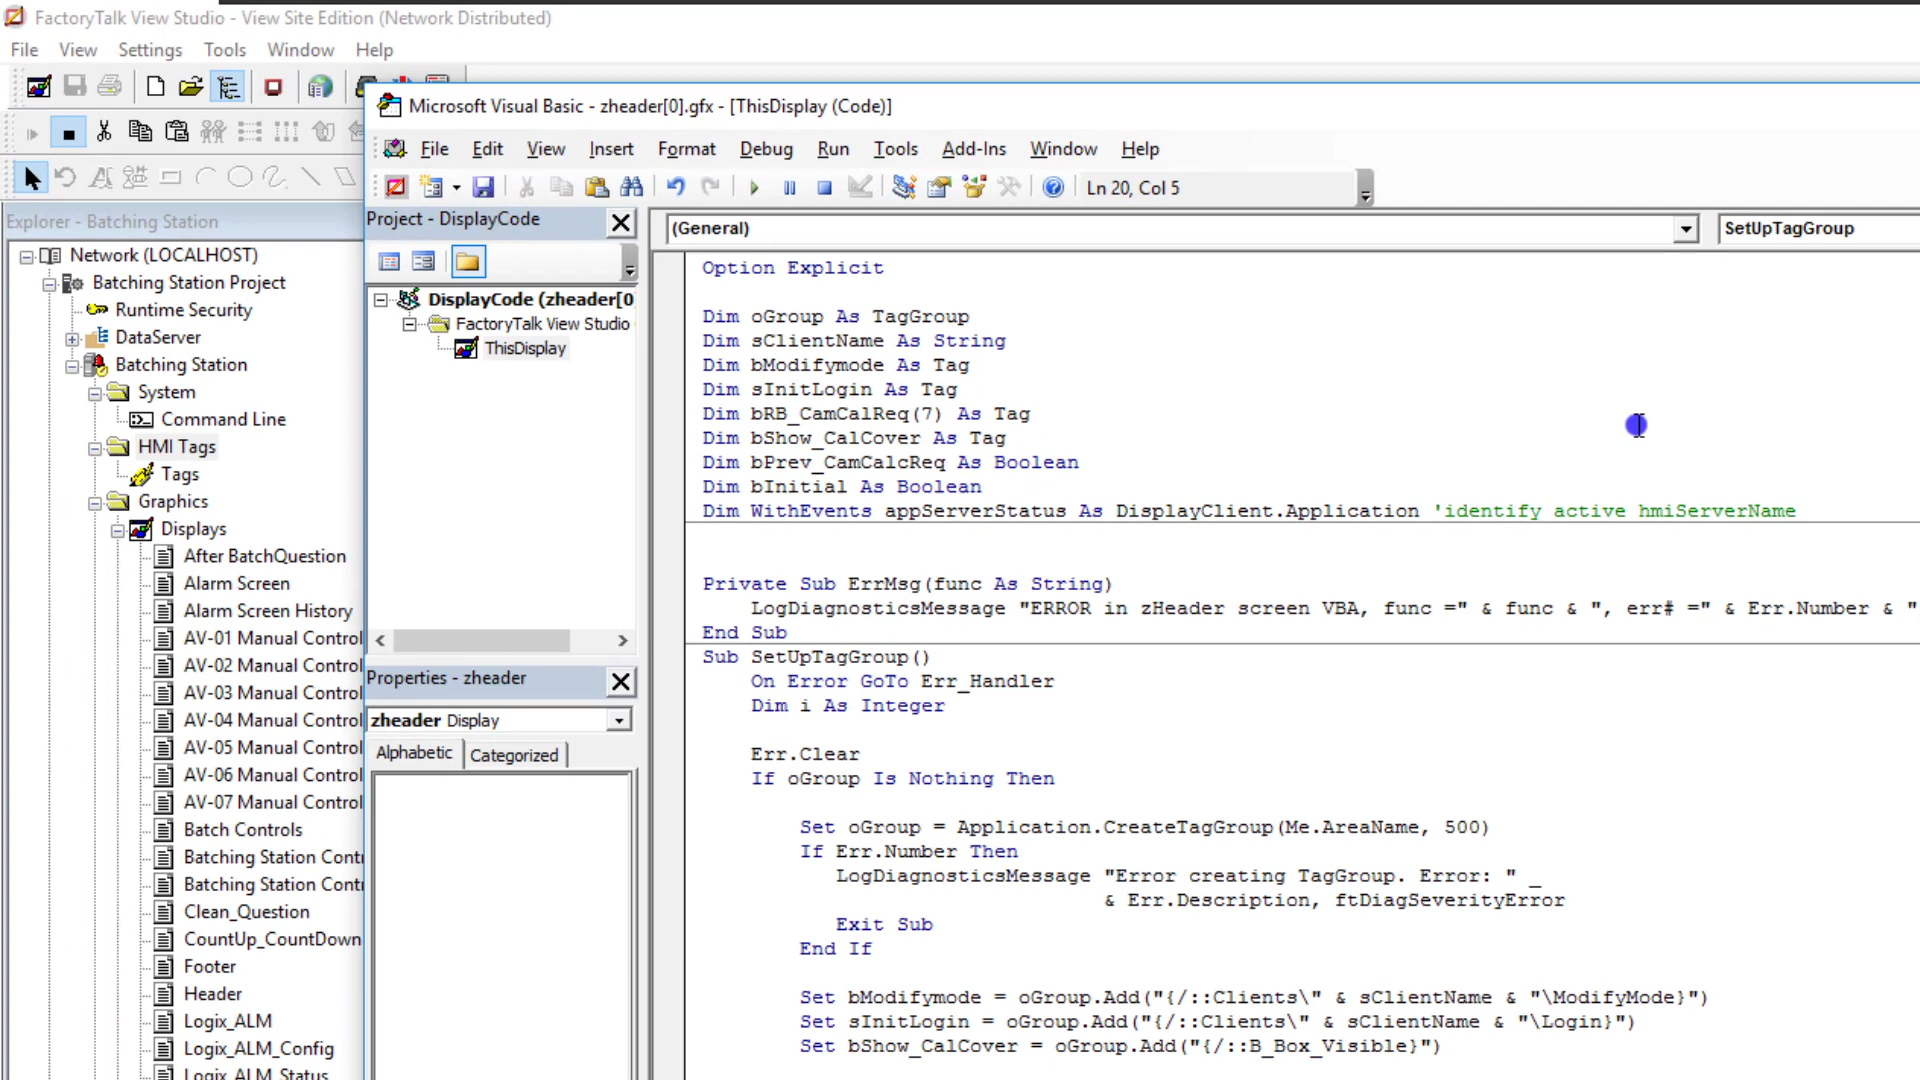 FactoryTalk View Studio - View Site Edition (Network Distributed)
File View Settings Tools Window Help
Microsoft Visual Basic - zheader[0].gfx - [ThisDisplay (Code)]
File Edit View Insert Format Debug Run Tools Add-Ins Window Help
Ln 20, Col 5
Explorer - Batching Station
Network (LOCALHOST)
Batching Station Project
Runtime Security
DataServer
Batching Station
System
Command Line
HMI Tags
Tags
Graphics
Displays
After BatchQuestion
Alarm Screen
Alarm Screen History
AV-01 Manual Control
AV-02 Manual Control
AV-03 Manual Control
AV-04 Manual Control
AV-05 Manual Control
AV-06 Manual Control
AV-07 Manual Control
Batch Controls
Batching Station Cont
Batching Station Cont
Clean_Question
CountUp_CountDown
Footer
Header
Logix_ALM
Logix_ALM_Config
Logix_ALM_Status
Project - DisplayCode
DisplayCode (zheader[0
FactoryTalk View Studio
ThisDisplay
Properties - zheader
zheader Display
Alphabetic Categorized
(General) SetUpTagGroup
Option Explicit
Dim oGroup As TagGroup
Dim sClientName As String
Dim bModifymode As Tag
Dim sInitLogin As Tag
Dim bRB_CamCalReq(7) As Tag
Dim bShow_CalCover As Tag
Dim bPrev_CamCalcReq As Boolean
Dim bInitial As Boolean
Dim WithEvents appServerStatus As DisplayClient.Application 'identify active hmiServerName
Private Sub ErrMsg(func As String)
LogDiagnosticsMessage "ERROR in zHeader screen VBA, func =" & func & ", err# =" & Err.Number & "
End Sub
Sub SetUpTagGroup()
On Error GoTo Err_Handler
Dim i As Integer
Err.Clear
If oGroup Is Nothing Then
Set oGroup = Application.CreateTagGroup(Me.AreaName, 500)
If Err.Number Then
LogDiagnosticsMessage "Error creating TagGroup. Error: " _
& Err.Description, ftDiagSeverityError
Exit Sub
End If
Set bModifymode = oGroup.Add("{/::Clients\" & sClientName & "\ModifyMode}")
Set sInitLogin = oGroup.Add("{/::Clients\" & sClientName & "\Login}")
Set bShow_CalCover = oGroup.Add("{/::B_Box_Visible}")